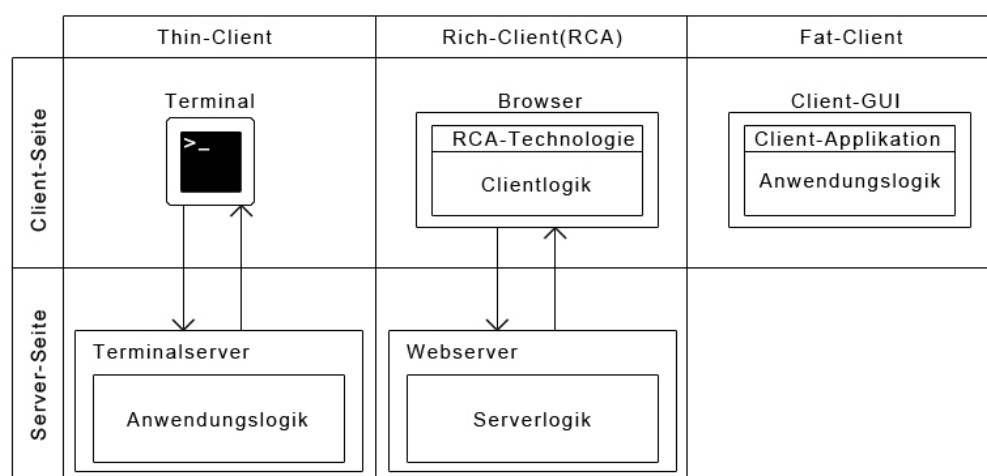 Thin-Client
Rich-Client(RCA)
Fat-Client
Client-Seite
Terminal
>_
Browser
RCA-Technologie
Clientlogik
Client-GUI
Client-Applikation
Anwendungslogik
Server-Seite
Terminalserver
Anwendungslogik
Webserver
Serverlogik